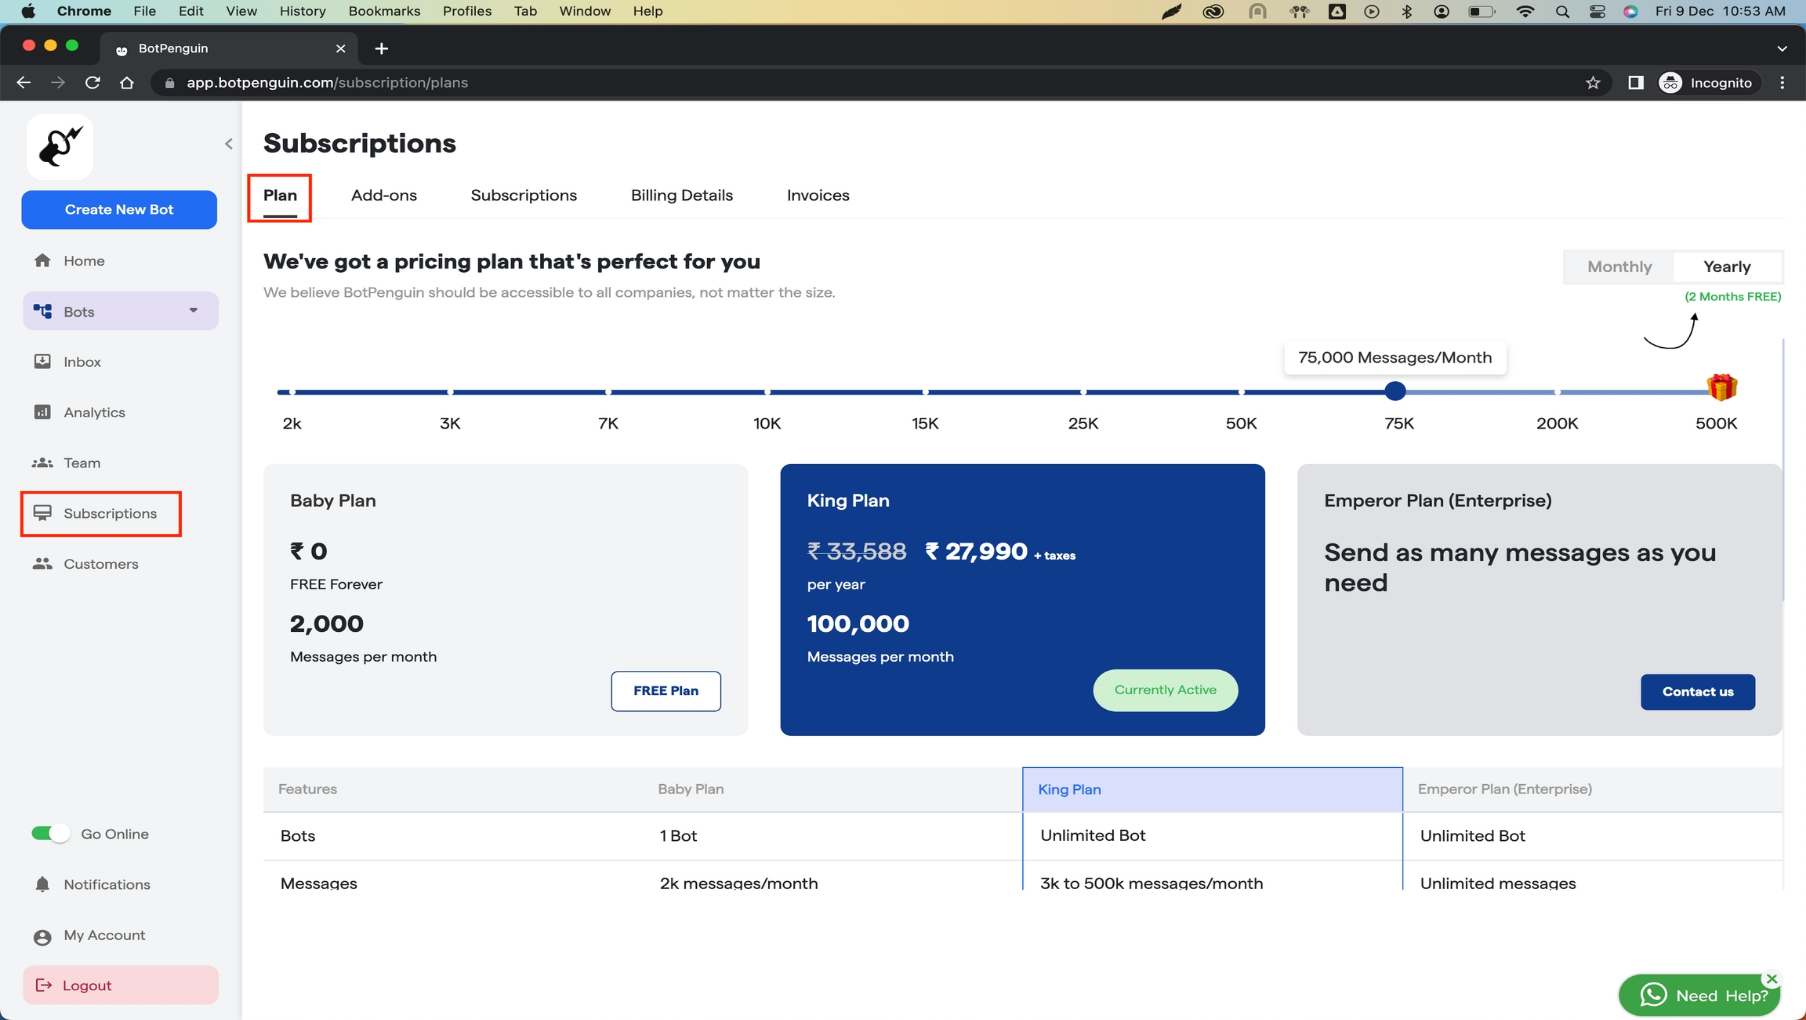 Chrome File Edit View History Bookmarks Profiles Tab Window Help Fri 9 Dec 10:53 AM
BotPenguin
app.botpenguin.com/subscription/plans Incognito
Subscriptions
Create New Bot
Plan Add-ons Subscriptions Billing Details Invoices
Home
Bots
Inbox
Analytics
Team
Subscriptions
Customers
We've got a pricing plan that's perfect for you
We believe BotPenguin should be accessible to all companies, not matter the size.
Monthly Yearly
(2 Months FREE)
75,000 Messages/Month
2k 3K 7K 10K 15K 25K 50K 75K 200K 500K
Baby Plan
₹ 0
FREE Forever
2,000
Messages per month
FREE Plan
King Plan
₹ 33,588 ₹ 27,990 + taxes
per year
100,000
Messages per month
Currently Active
Emperor Plan (Enterprise)
Send as many messages as you
need
Contact us
Features Baby Plan King Plan Emperor Plan (Enterprise)
Bots 1 Bot Unlimited Bot Unlimited Bot
Messages 2k messages/month 3k to 500k messages/month Unlimited messages
Go Online
Notifications
My Account
Logout
Need Help?